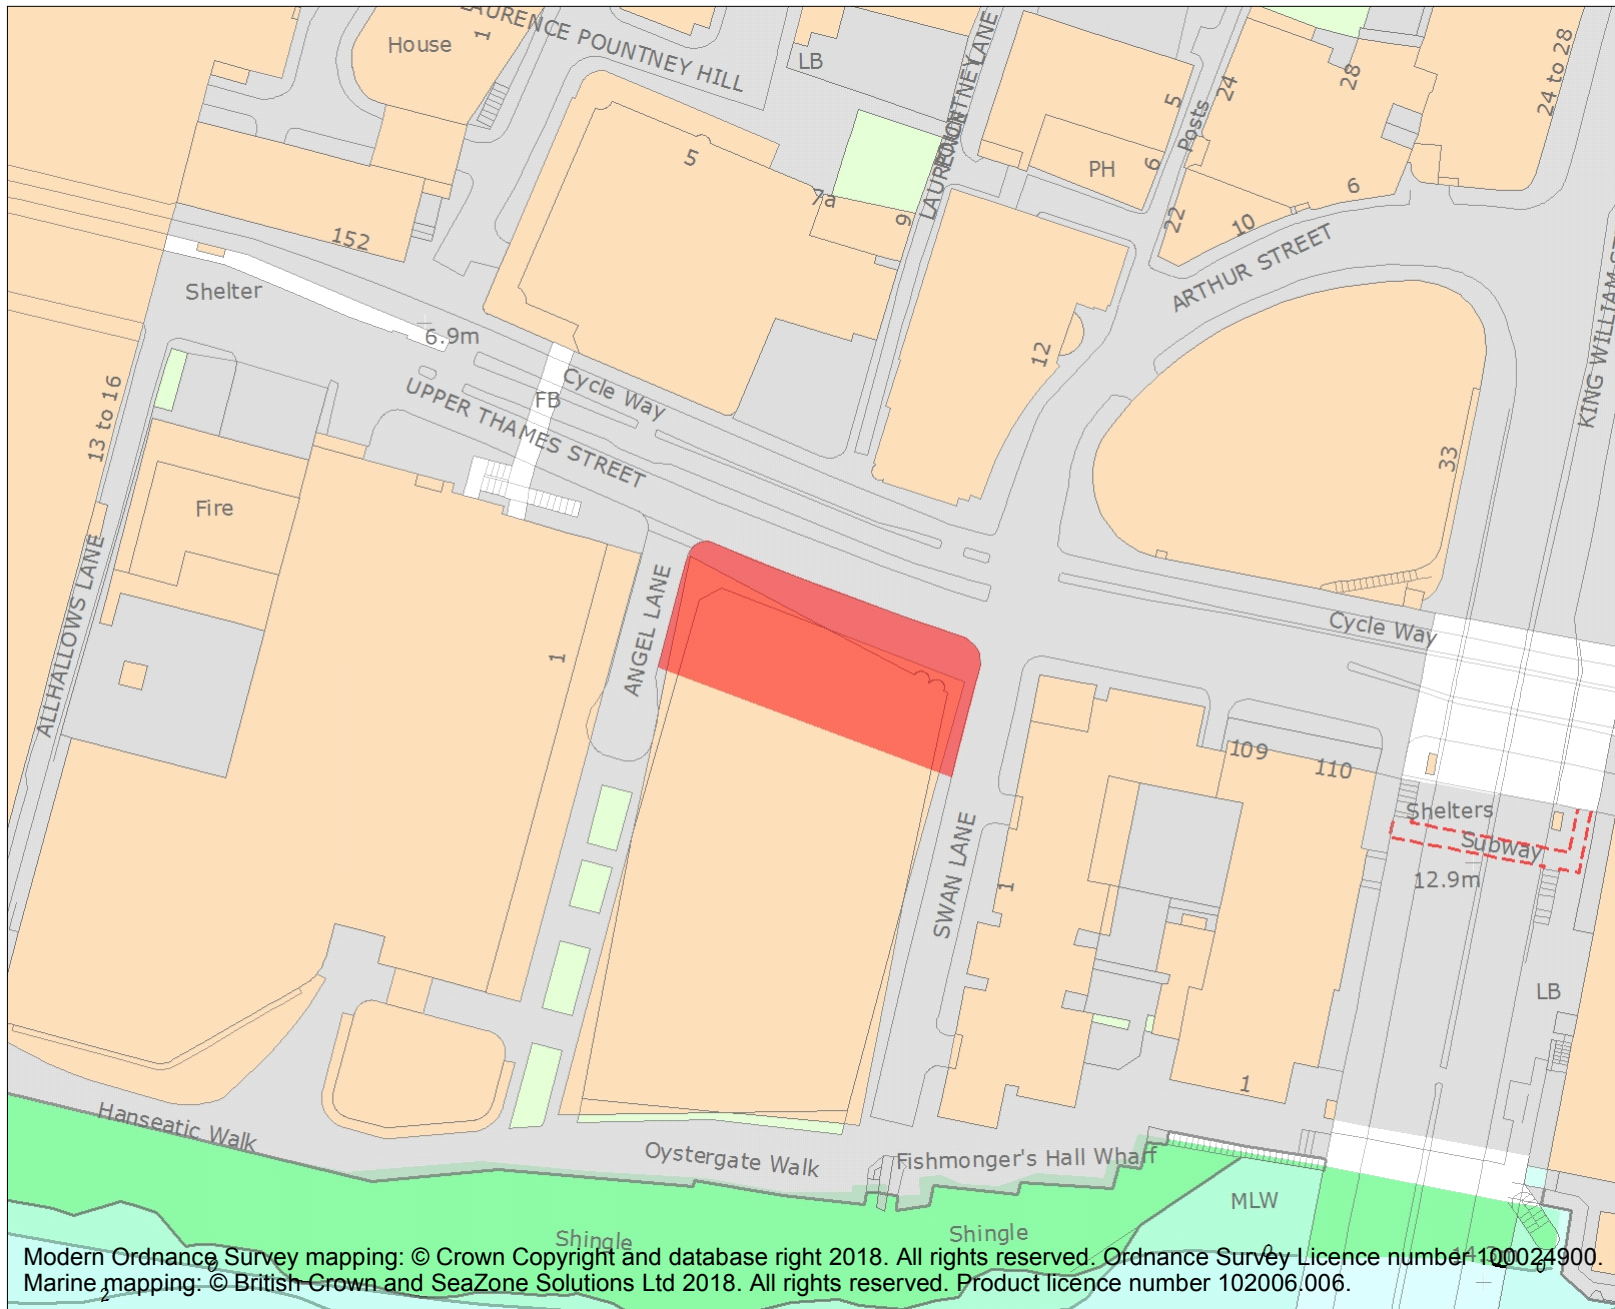 LAURENCE POUNTNEY HILL
House
1
LB
LAURENCE
POUNTNEY LANE
5
5
7a
9
PH
6
Posts
24
28
24 to 28
22
10
6
ARTHUR STREET
KING WILLIAM
152
Shelter
6.9m
12
33
13 to 16
Cycle Way
FB
UPPER THAMES STREET
Fire
ALLHALLOWS LANE
1
ANGEL LANE
Cycle Way
109
110
Shelters
Subway
12.9m
SWAN LANE
1
LB
1
Hanseatic Walk
Oystergate Walk
Fishmonger's Hall Wharf
MLW
Shingle
Shingle
Modern Ordnance Survey mapping: © Crown Copyright and database right 2018. All rights reserved. Ordnance Survey Licence number 100024900.
Marine mapping: © British Crown and SeaZone Solutions Ltd 2018. All rights reserved. Product licence number 102006.006.
2